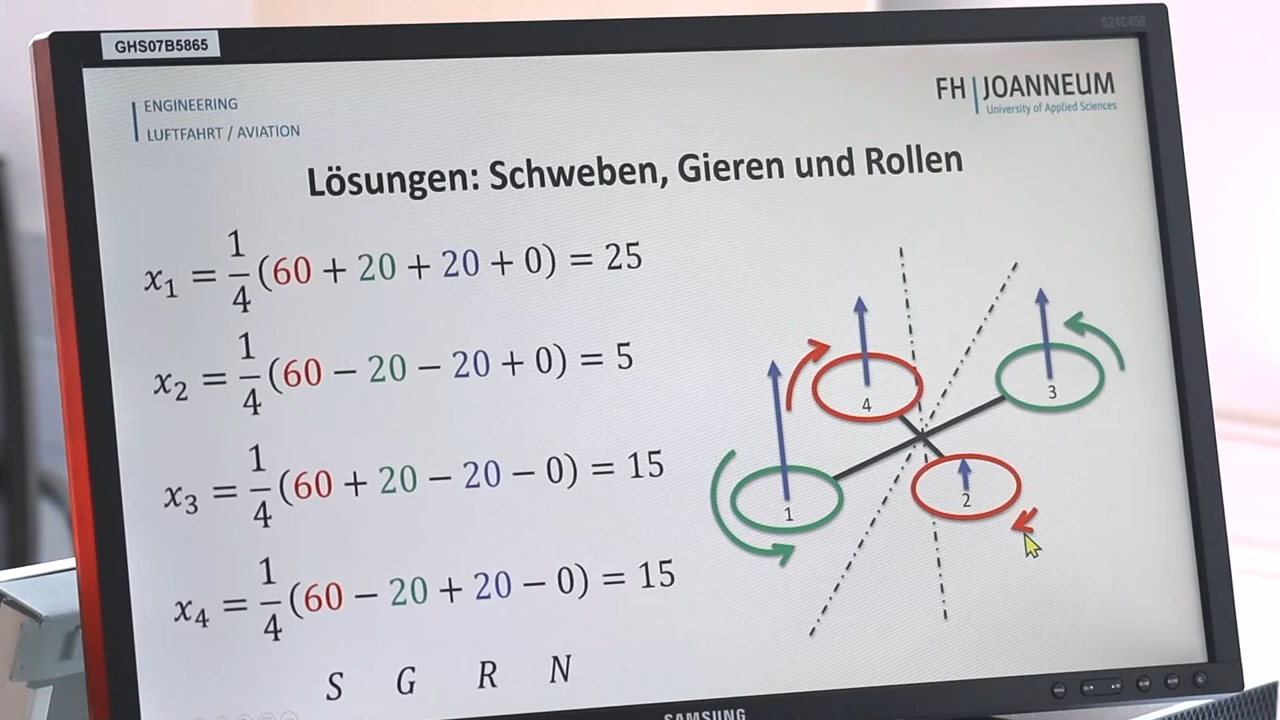 S24C450
GHS07B5865
ENGINEERING
LUFTFAHRT / AVIATION
FH | JOANNEUM
University of Applied Sciences
Lösungen: Schweben, Gieren und Rollen
x₁ = 1/4 (60 + 20 + 20 + 0) = 25
x₂ = 1/4 (60 − 20 − 20 + 0) = 5
x₃ = 1/4 (60 + 20 − 20 − 0) = 15
x₄ = 1/4 (60 − 20 + 20 − 0) = 15
S G R N
4
3
1
2
SAMSUNG